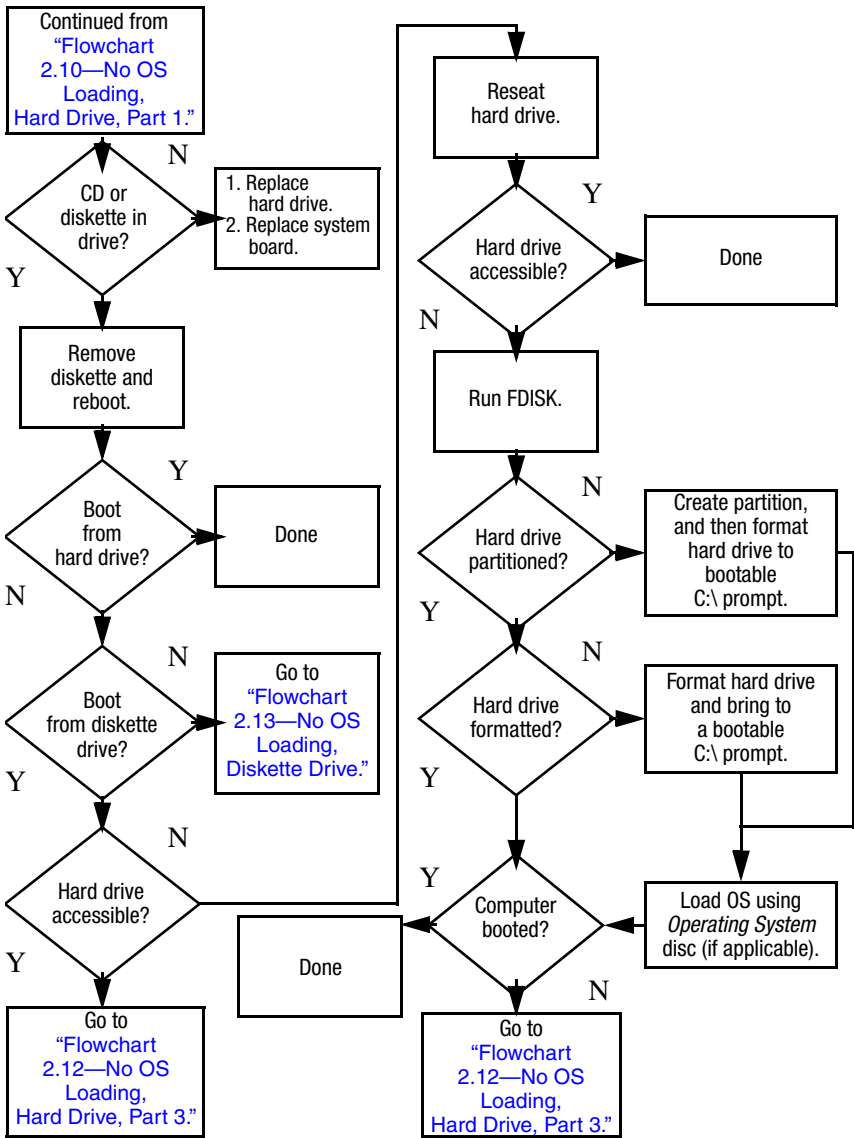 Continued from
“Flowchart
2.10—No OS
Loading,
Hard Drive, Part 1.”
N
CD or
diskette in
drive?
1. Replace
hard drive.
2. Replace system
board.
Y
Remove
diskette and
reboot.
Y
Boot
from
hard drive?
Done
N
N
Boot
from diskette
drive?
Go to
“Flowchart
2.13—No OS
Loading,
Diskette Drive.”
Y
N
Hard drive
accessible?
Y
Go to
“Flowchart
2.12—No OS
Loading,
Hard Drive, Part 3.”
Reseat
hard drive.
Y
Hard drive
accessible?
Done
N
Run FDISK.
N
Hard drive
partitioned?
Create partition,
and then format
hard drive to
bootable
C:\ prompt.
Y
N
Hard drive
formatted?
Format hard drive
and bring to
a bootable
C:\ prompt.
Y
Y
Computer
booted?
Load OS using
Operating System
disc (if applicable).
Done
N
Go to
“Flowchart
2.12—No OS
Loading,
Hard Drive, Part 3.”